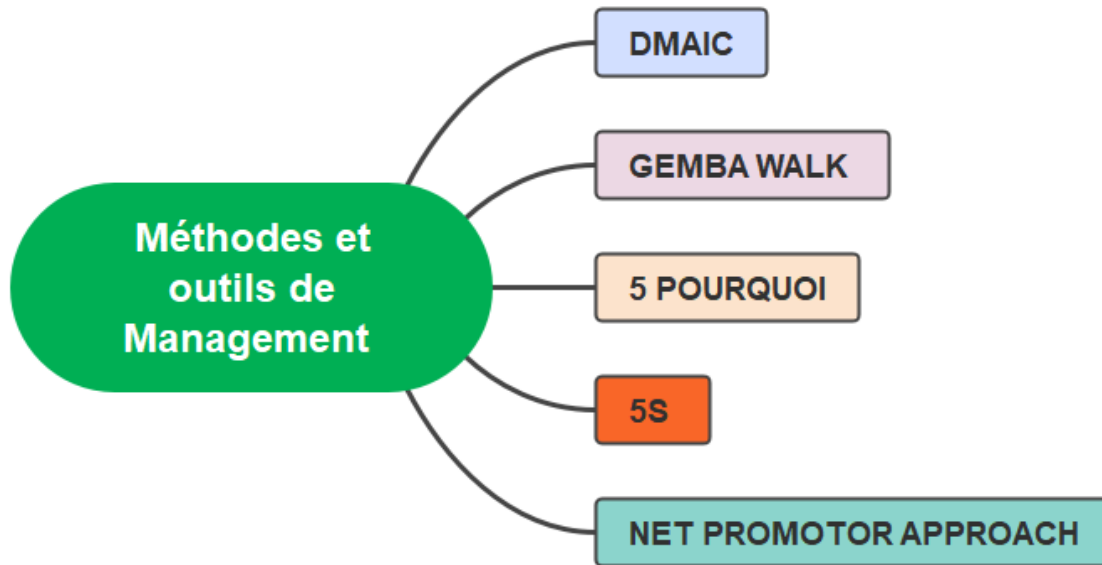 DMAIC
GEMBA WALK
Méthodes et
outils de
Management
5 POURQUOI
5S
NET PROMOTOR APPROACH